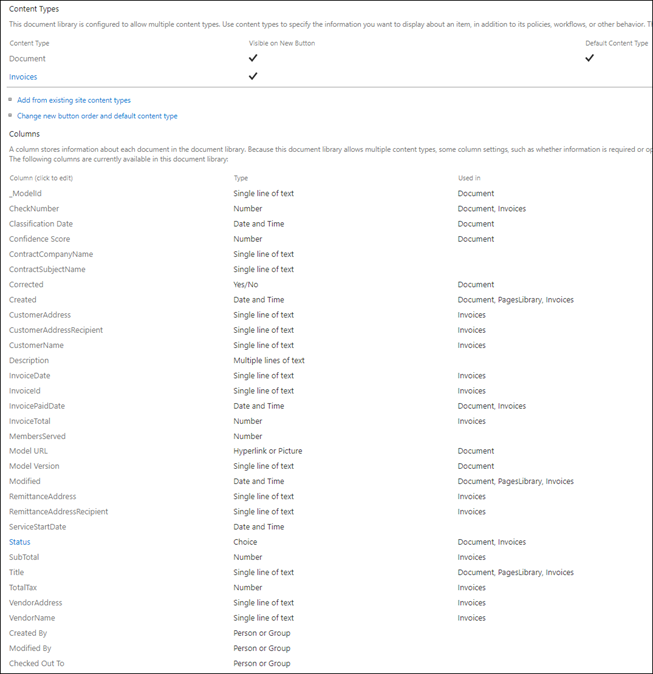 Content Types
This document library is configured to allow multiple content types. Use content types to specify the information you want to display about an item, in addition to its policies, workflows, or other behavior.
Content Type Visible on New Button Default Content Type
Document
Invoices
Add from existing site content types
Change new button order and default content type
Columns
A column stores information about each document in the document library. Because this document library allows multiple content types, some column settings, such as whether information is required or
The following columns are currently available in this document library:
Column (click to edit) Type Used in
_ModelId Single line of text Document
CheckNumber Number Document, Invoices
Classification Date Date and Time Document
Confidence Score Number Document
ContractCompanyName Single line of text
ContractSubjectName Single line of text
Corrected Yes/No Document
Created Date and Time Document, PagesLibrary, Invoices
CustomerAddress Single line of text Invoices
CustomerAddressRecipient Single line of text Invoices
CustomerName Single line of text Invoices
Description Multiple lines of text
InvoiceDate Single line of text Invoices
InvoiceId Single line of text Invoices
InvoicePaidDate Date and Time Document, Invoices
InvoiceTotal Number Invoices
MembersServed Number
Model URL Hyperlink or Picture Document
Model Version Single line of text Document
Modified Date and Time Document, PagesLibrary, Invoices
RemittanceAddress Single line of text Invoices
RemittanceAddressRecipient Single line of text Invoices
ServiceStartDate Date and Time
Status Choice Document, Invoices
SubTotal Number Invoices
Title Single line of text Document, PagesLibrary, Invoices
TotalTax Number Invoices
VendorAddress Single line of text Invoices
VendorName Single line of text Invoices
Created By Person or Group
Modified By Person or Group
Checked Out To Person or Group